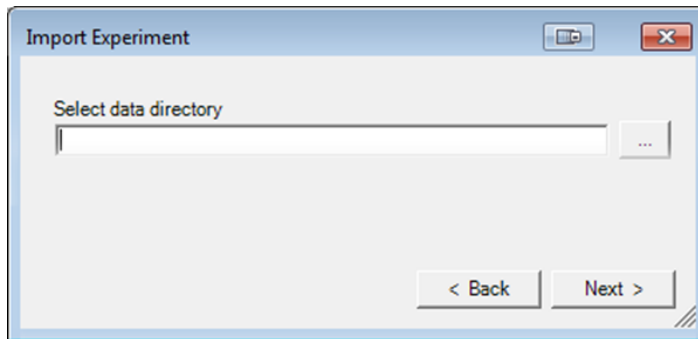 Import Experiment
Select data directory
...
< Back
Next >